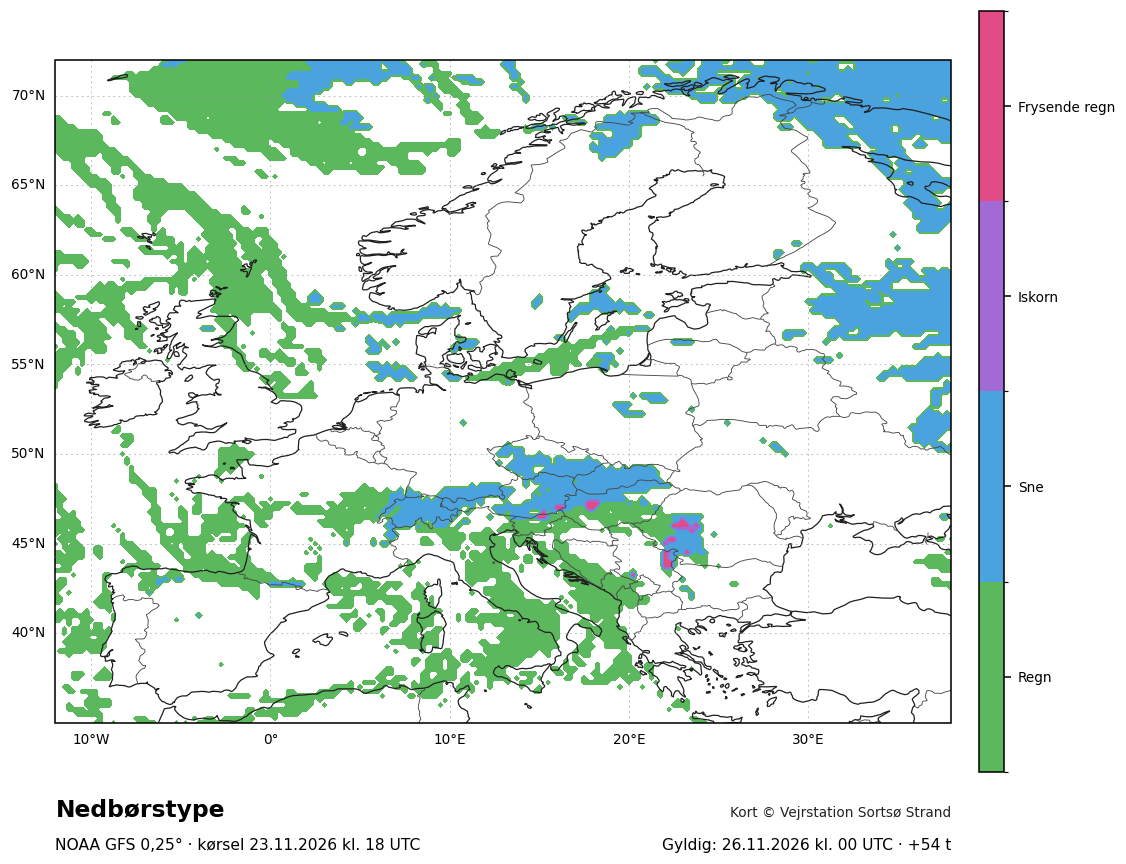 70°N
65°N
60°N
55°N
50°N
45°N
40°N
10°W
0°
10°E
20°E
30°E
Frysende regn
Iskorn
Sne
Regn
Nedbørstype
Kort © Vejrstation Sortsø Strand
NOAA GFS 0,25° · kørsel 23.11.2026 kl. 18 UTC
Gyldig: 26.11.2026 kl. 00 UTC · +54 t